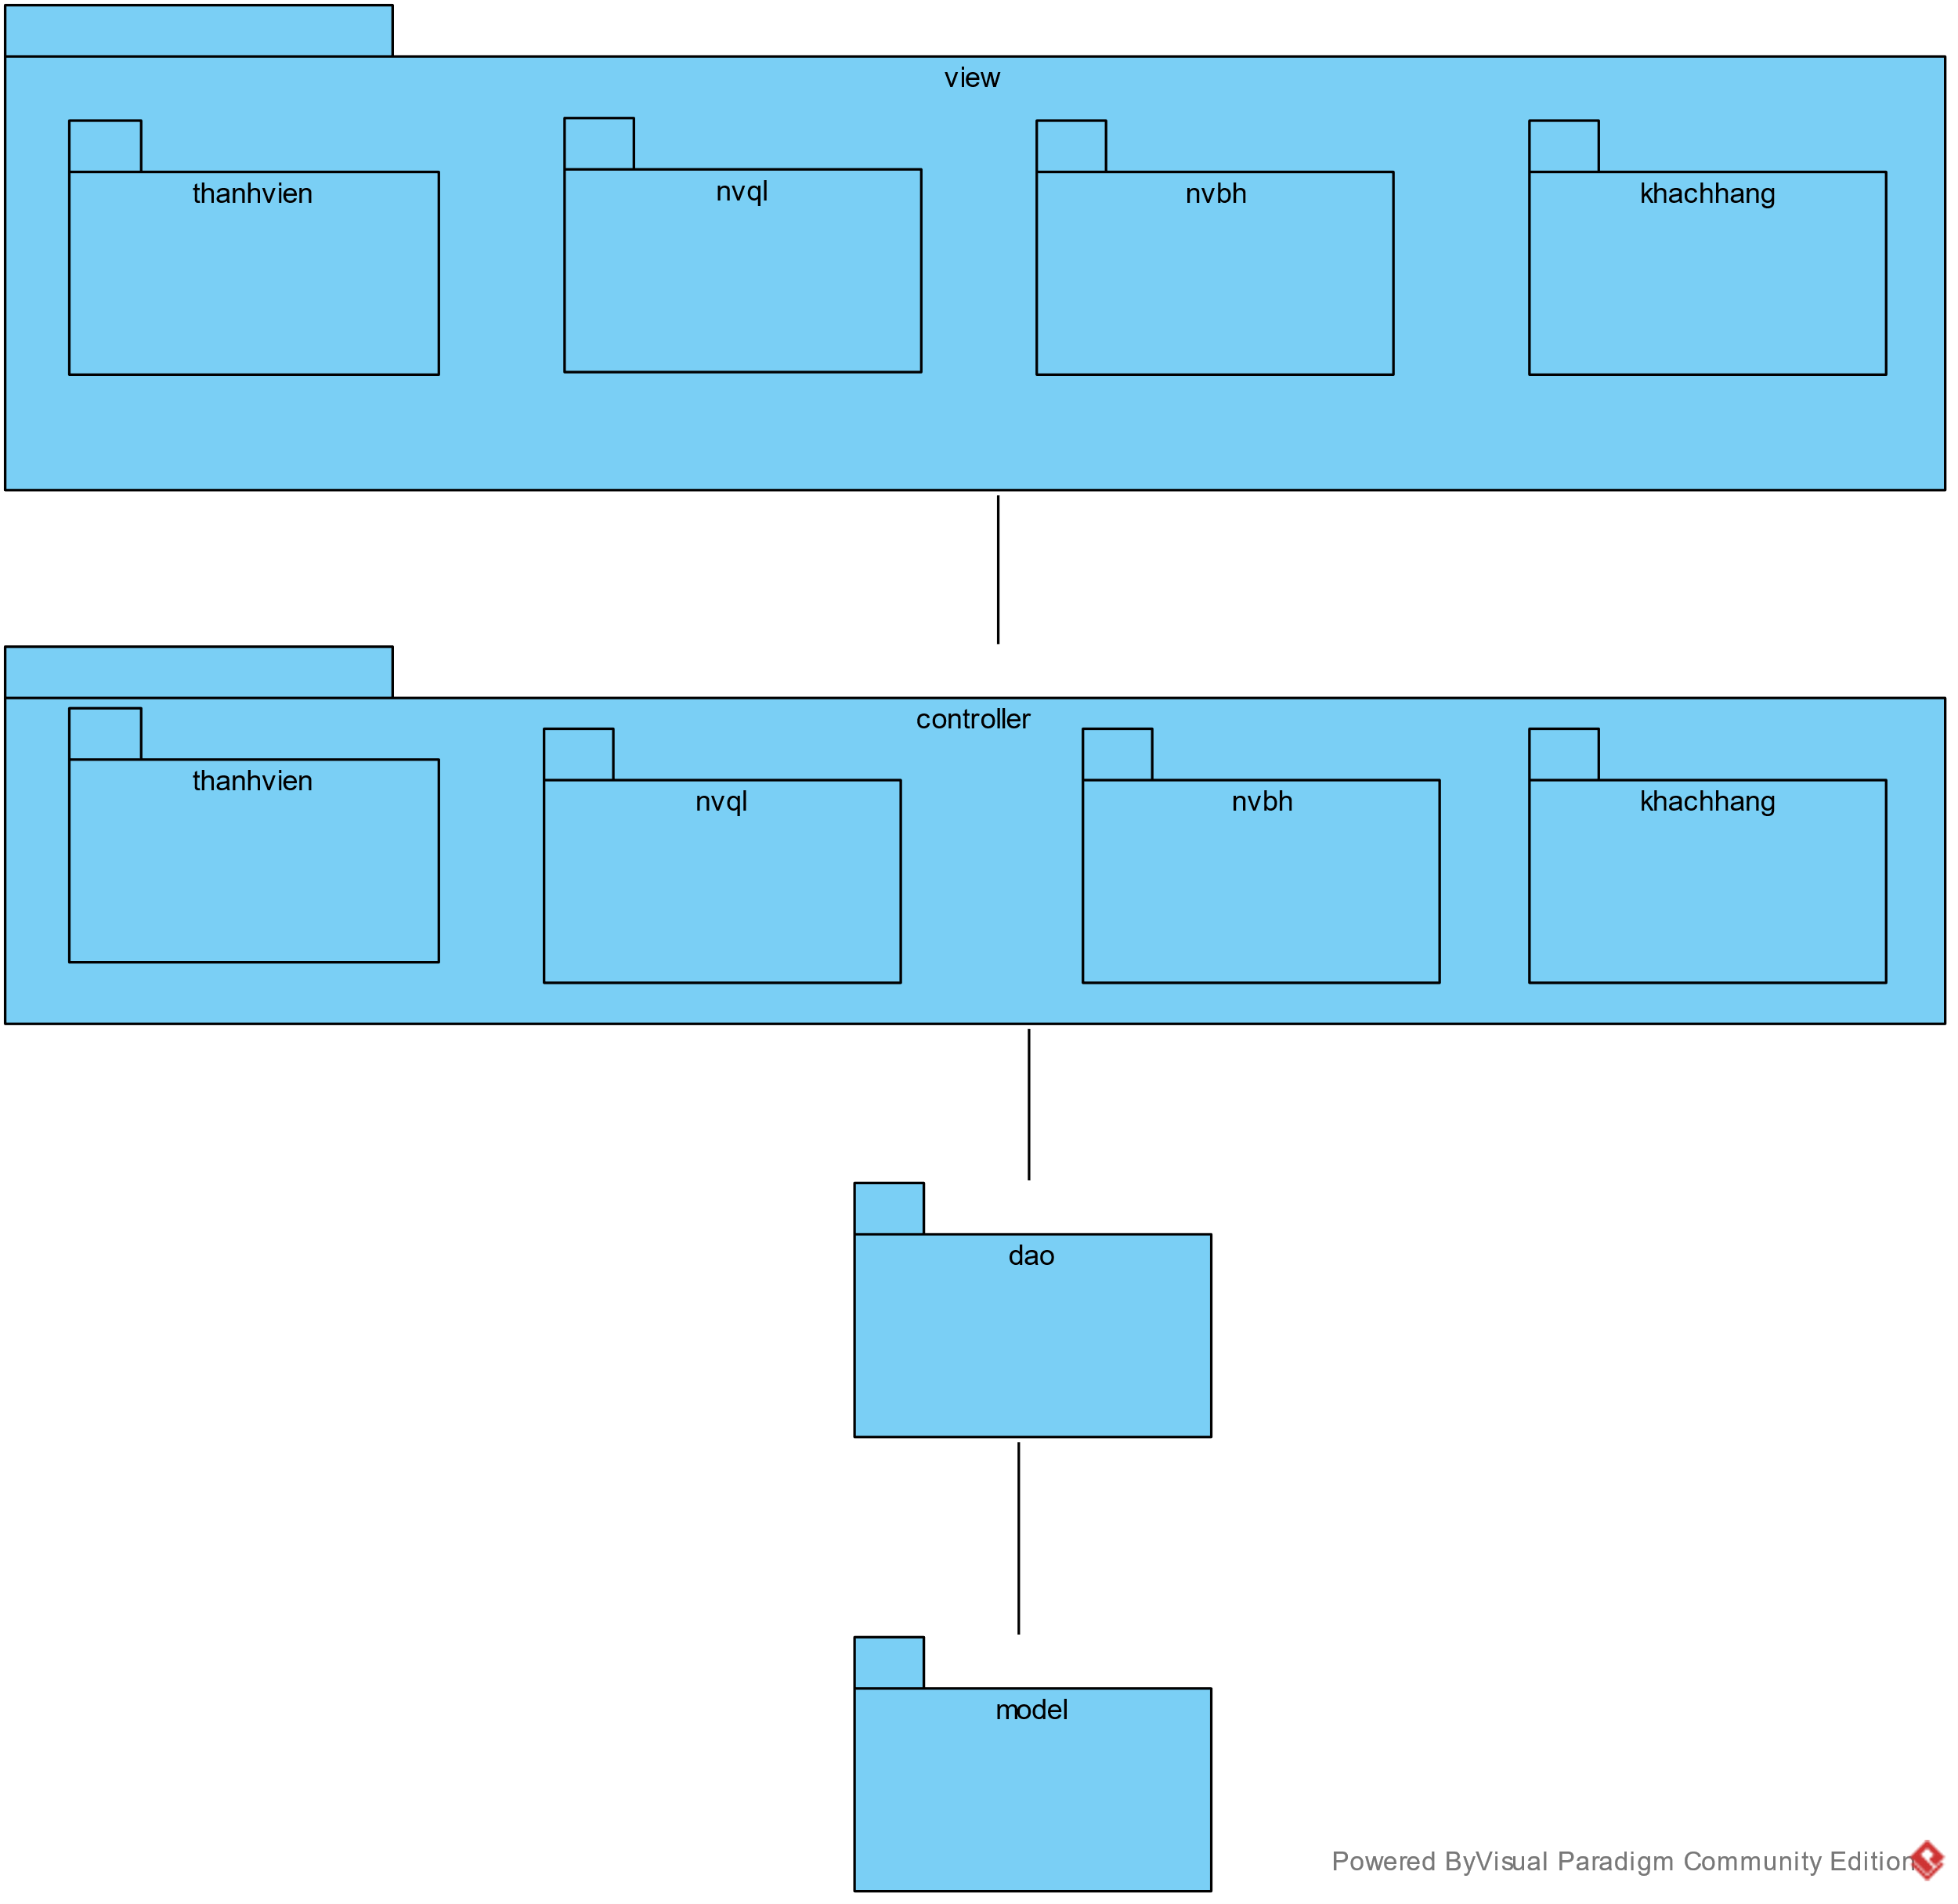 view
thanhvien
nvql
nvbh
khachhang
controller
thanhvien
nvql
nvbh
khachhang
dao
model
Powered ByVisual Paradigm Community Edition